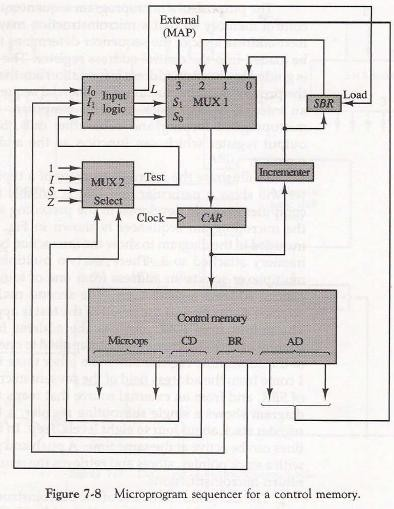 External
(MAP)
L
I0
I1
T
Input
logic
3 2 1 0
S1
S0
MUX 1
SBR
Load
1
I
S
Z
MUX 2
Select
Test
Incrementer
Clock
CAR
Control memory
Microops CD BR AD
Figure 7-8 Microprogram sequencer for a control memory.